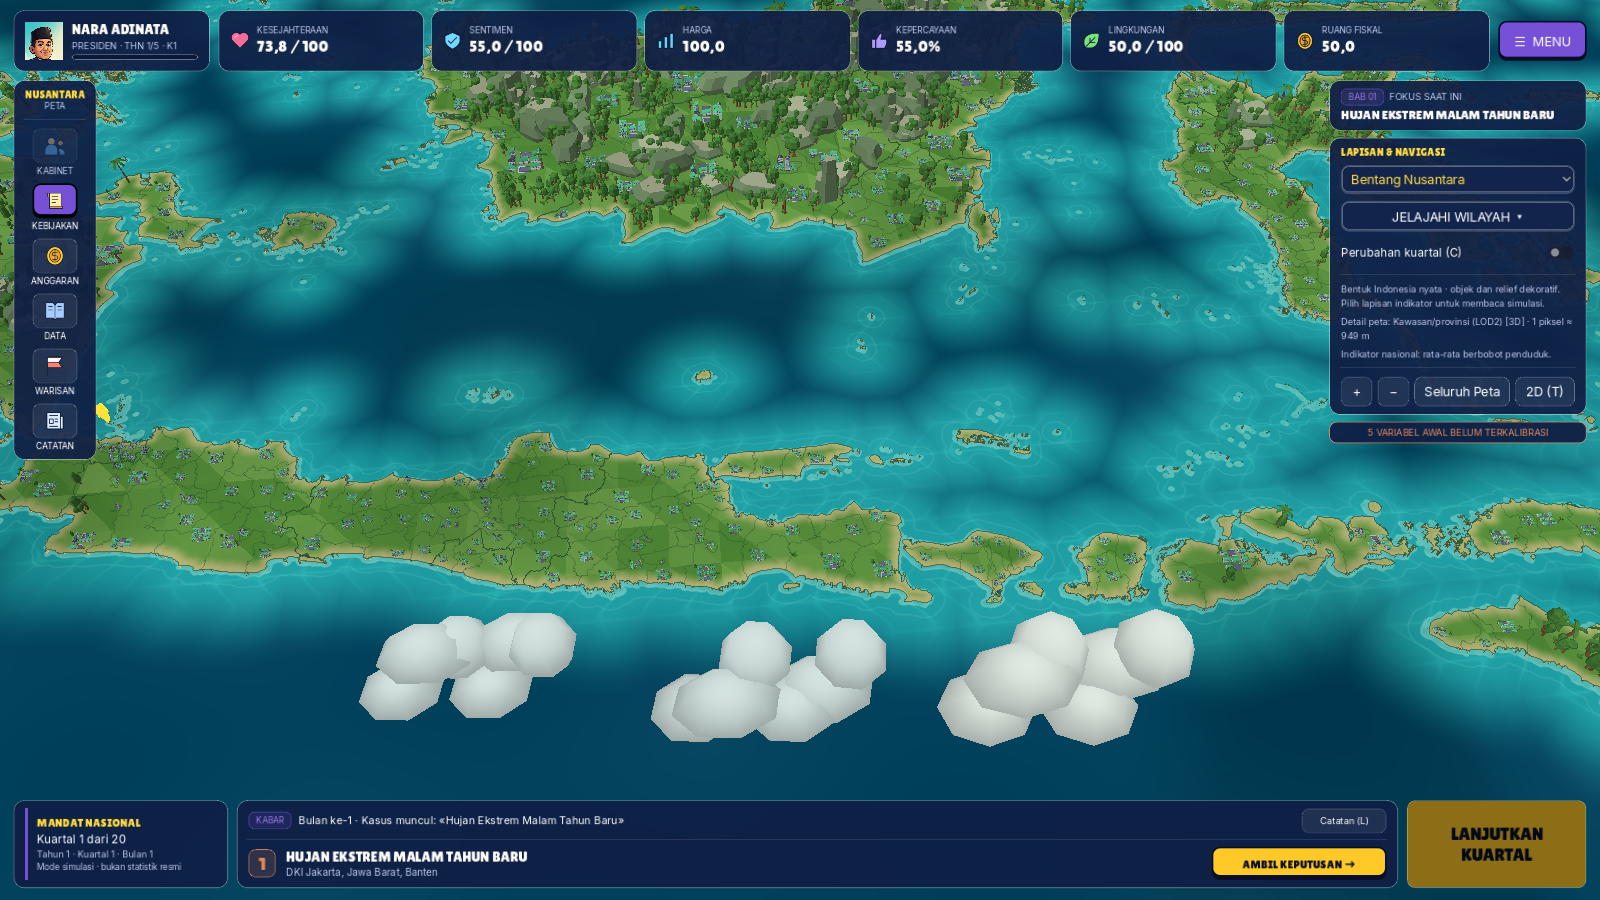 NARA ADINATA
PRESIDEN · THN 1/5 · K1
KESEJAHTERAAN
73,8 / 100
SENTIMEN
55,0 / 100
HARGA
100,0
KEPERCAYAAN
55,0%
LINGKUNGAN
50,0 / 100
RUANG FISKAL
50,0
☰ MENU
NUSANTARA
PETA
KABINET
KEBIJAKAN
ANGGARAN
DATA
WARISAN
CATATAN
BAB 01 FOKUS SAAT INI
HUJAN EKSTREM MALAM TAHUN BARU
LAPISAN & NAVIGASI
Bentang Nusantara
JELAJAHI WILAYAH ▾
Perubahan kuartal (C)
Bentuk Indonesia nyata · objek dan relief dekoratif.
Pilih lapisan indikator untuk membaca simulasi.
Detail peta: Kawasan/provinsi (LOD2) [3D] · 1 piksel ≈
949 m
Indikator nasional: rata-rata berbobot penduduk.
+ − Seluruh Peta 2D (T)
5 VARIABEL AWAL BELUM TERKALIBRASI
MANDAT NASIONAL
Kuartal 1 dari 20
Tahun 1 · Kuartal 1 · Bulan 1
Mode simulasi · bukan statistik resmi
KABAR Bulan ke-1 · Kasus muncul: «Hujan Ekstrem Malam Tahun Baru»
Catatan (L)
1
HUJAN EKSTREM MALAM TAHUN BARU
DKI Jakarta, Jawa Barat, Banten
AMBIL KEPUTUSAN →
LANJUTKAN
KUARTAL